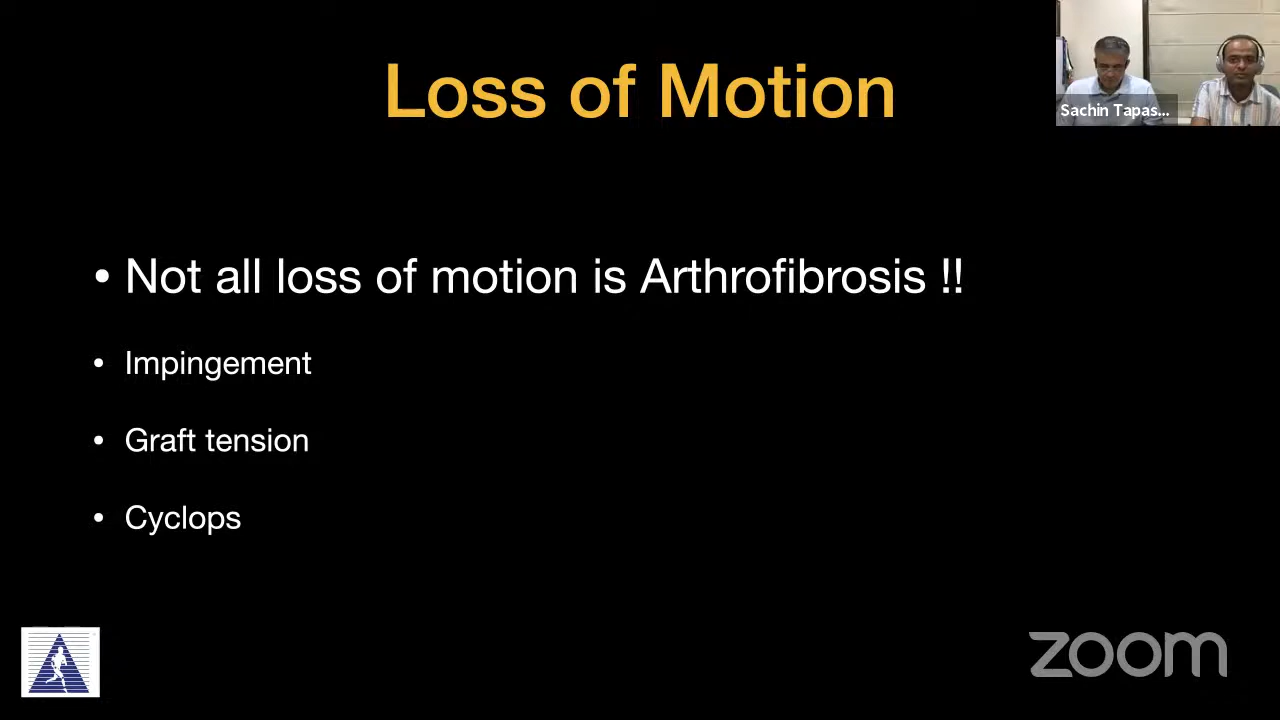 Loss of Motion
Sachin Tapas...
• Not all loss of motion is Arthrofibrosis !!
• Impingement
• Graft tension
• Cyclops
zoom